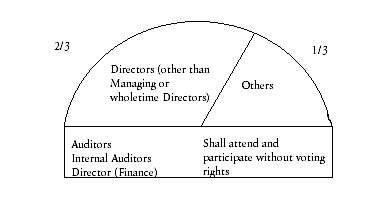 2/3
1/3
Directors (other than
Managing or
wholetime Directors)
Others
Auditors
Internal Auditors
Director (Finance)
Shall attend and
participate without voting
rights